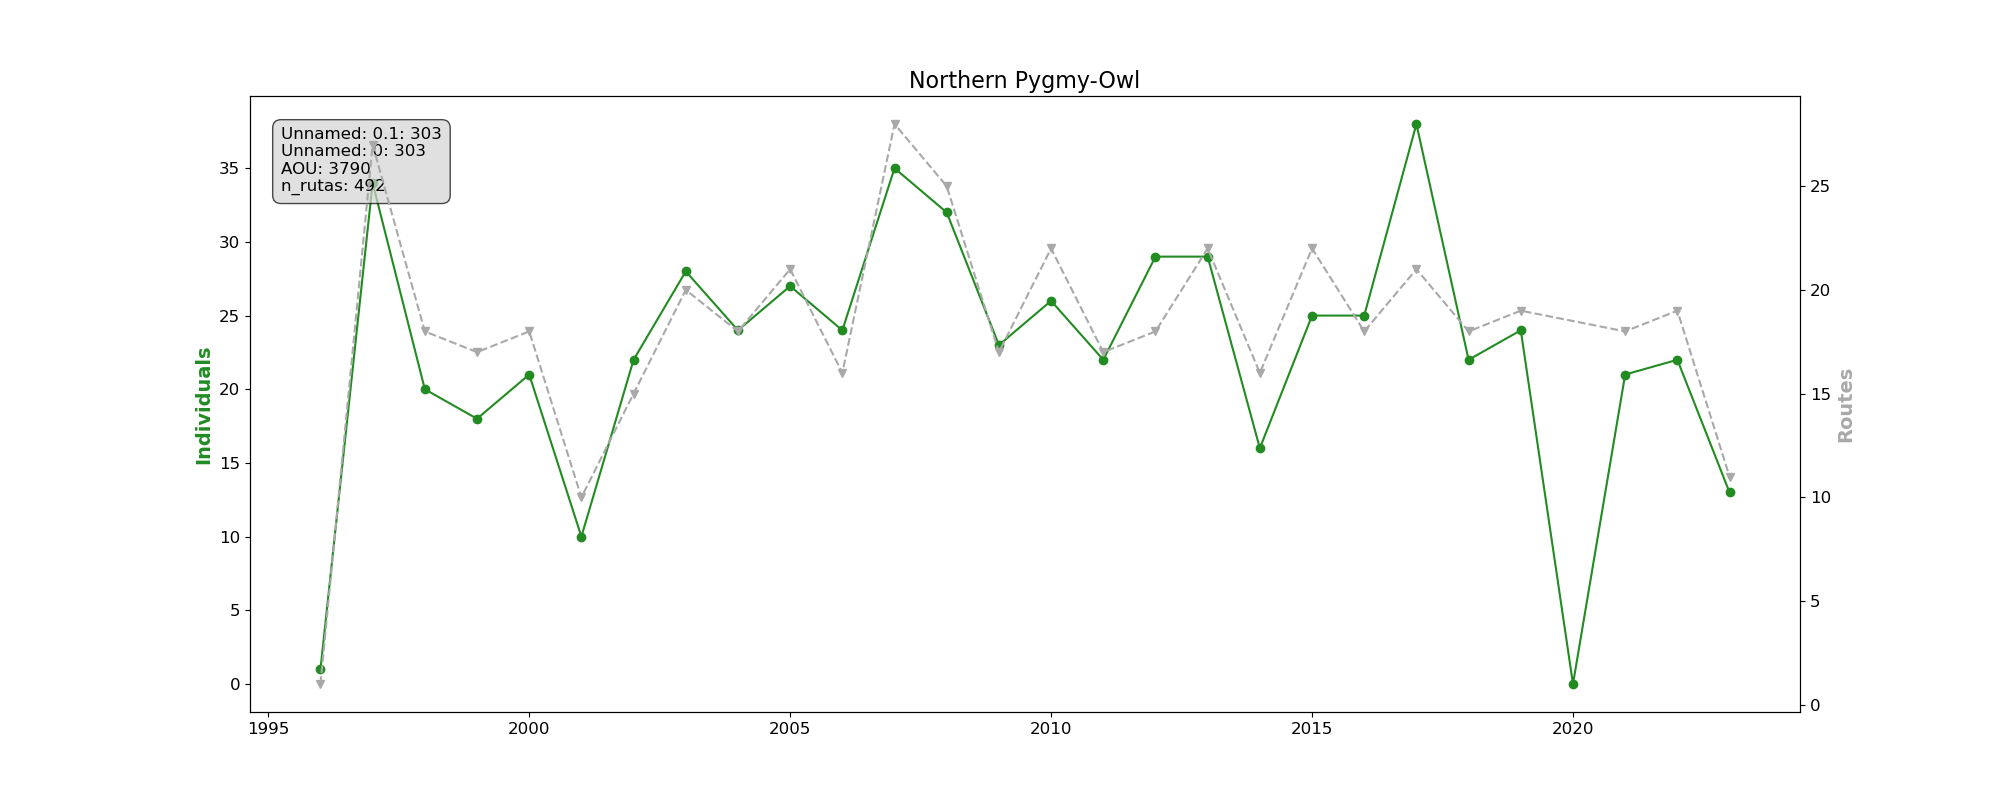 Northern Pygmy-Owl
Unnamed: 0.1: 303
Unnamed: 0: 303
AOU: 3790
n_rutas: 492
Individuals
35
30
25
20
15
10
5
0
25
20
15
10
5
0
Routes
1995 2000 2005 2010 2015 2020